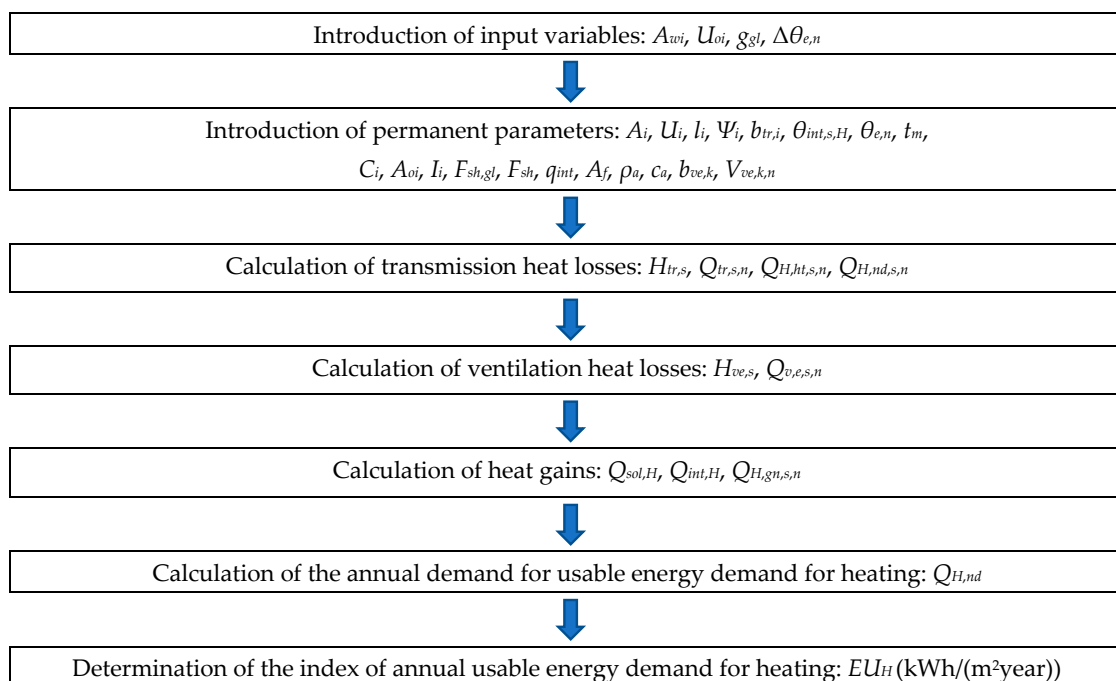 Introduction of input variables: Awi, Uoi, ggl, Δθe,n
Introduction of permanent parameters: Ai, Ui, li, Ψi, btr,i, θint,s,H, θe,n, tm,
Ci, Aoi, Ii, Fsh,gl, Fsh, qint, Af, ρa, ca, bve,k, Vve,k,n
Calculation of transmission heat losses: Htr,s, Qtr,s,n, QH,ht,s,n, QH,nd,s,n
Calculation of ventilation heat losses: Hve,s, Qv,e,s,n
Calculation of heat gains: Qsol,H, Qint,H, QH,gn,s,n
Calculation of the annual demand for usable energy demand for heating: QH,nd
Determination of the index of annual usable energy demand for heating: EUH (kWh/(m²year))